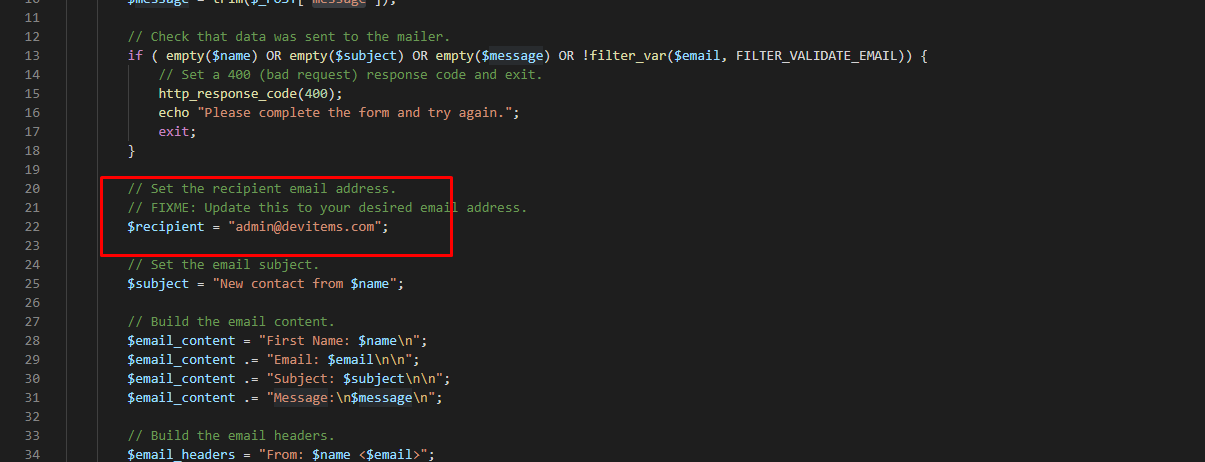 10 $message = trim($_POST["message"]);
11
12 // Check that data was sent to the mailer.
13 if ( empty($name) OR empty($subject) OR empty($message) OR !filter_var($email, FILTER_VALIDATE_EMAIL)) {
14 // Set a 400 (bad request) response code and exit.
15 http_response_code(400);
16 echo "Please complete the form and try again.";
17 exit;
18 }
19
20 // Set the recipient email address.
21 // FIXME: Update this to your desired email address.
22 $recipient = "admin@devitems.com";
23
24 // Set the email subject.
25 $subject = "New contact from $name";
26
27 // Build the email content.
28 $email_content = "First Name: $name\n";
29 $email_content .= "Email: $email\n\n";
30 $email_content .= "Subject: $subject\n\n";
31 $email_content .= "Message:\n$message\n";
32
33 // Build the email headers.
34 $email_headers = "From: $name <$email>";